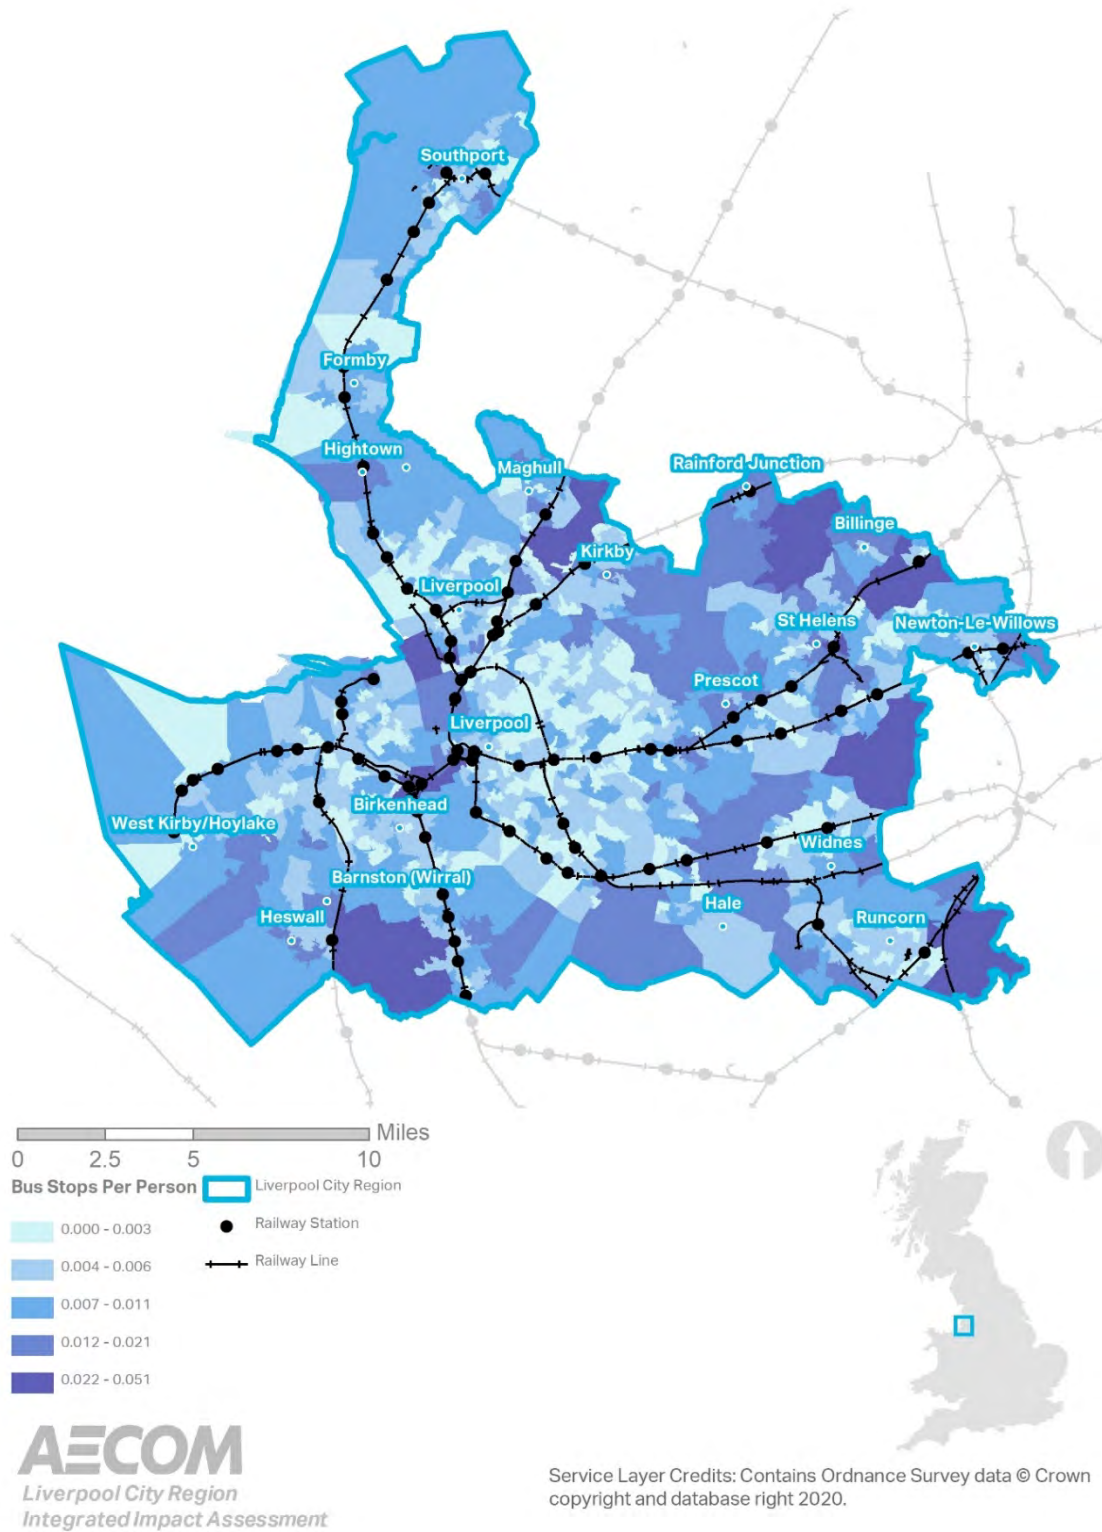 Southport
Formby
Hightown
Maghull
Rainford Junction
Billinge
Kirkby
Liverpool
St Helens
Newton-Le-Willows
Prescot
Liverpool
Birkenhead
West Kirby/Hoylake
Widnes
Barnston (Wirral)
Hale
Heswall
Runcorn
Miles
0 2.5 5 10
Bus Stops Per Person
Liverpool City Region
0.000 - 0.003
Railway Station
0.004 - 0.006
Railway Line
0.007 - 0.011
0.012 - 0.021
0.022 - 0.051
AECOM
Liverpool City Region
Integrated Impact Assessment
Service Layer Credits: Contains Ordnance Survey data © Crown
copyright and database right 2020.